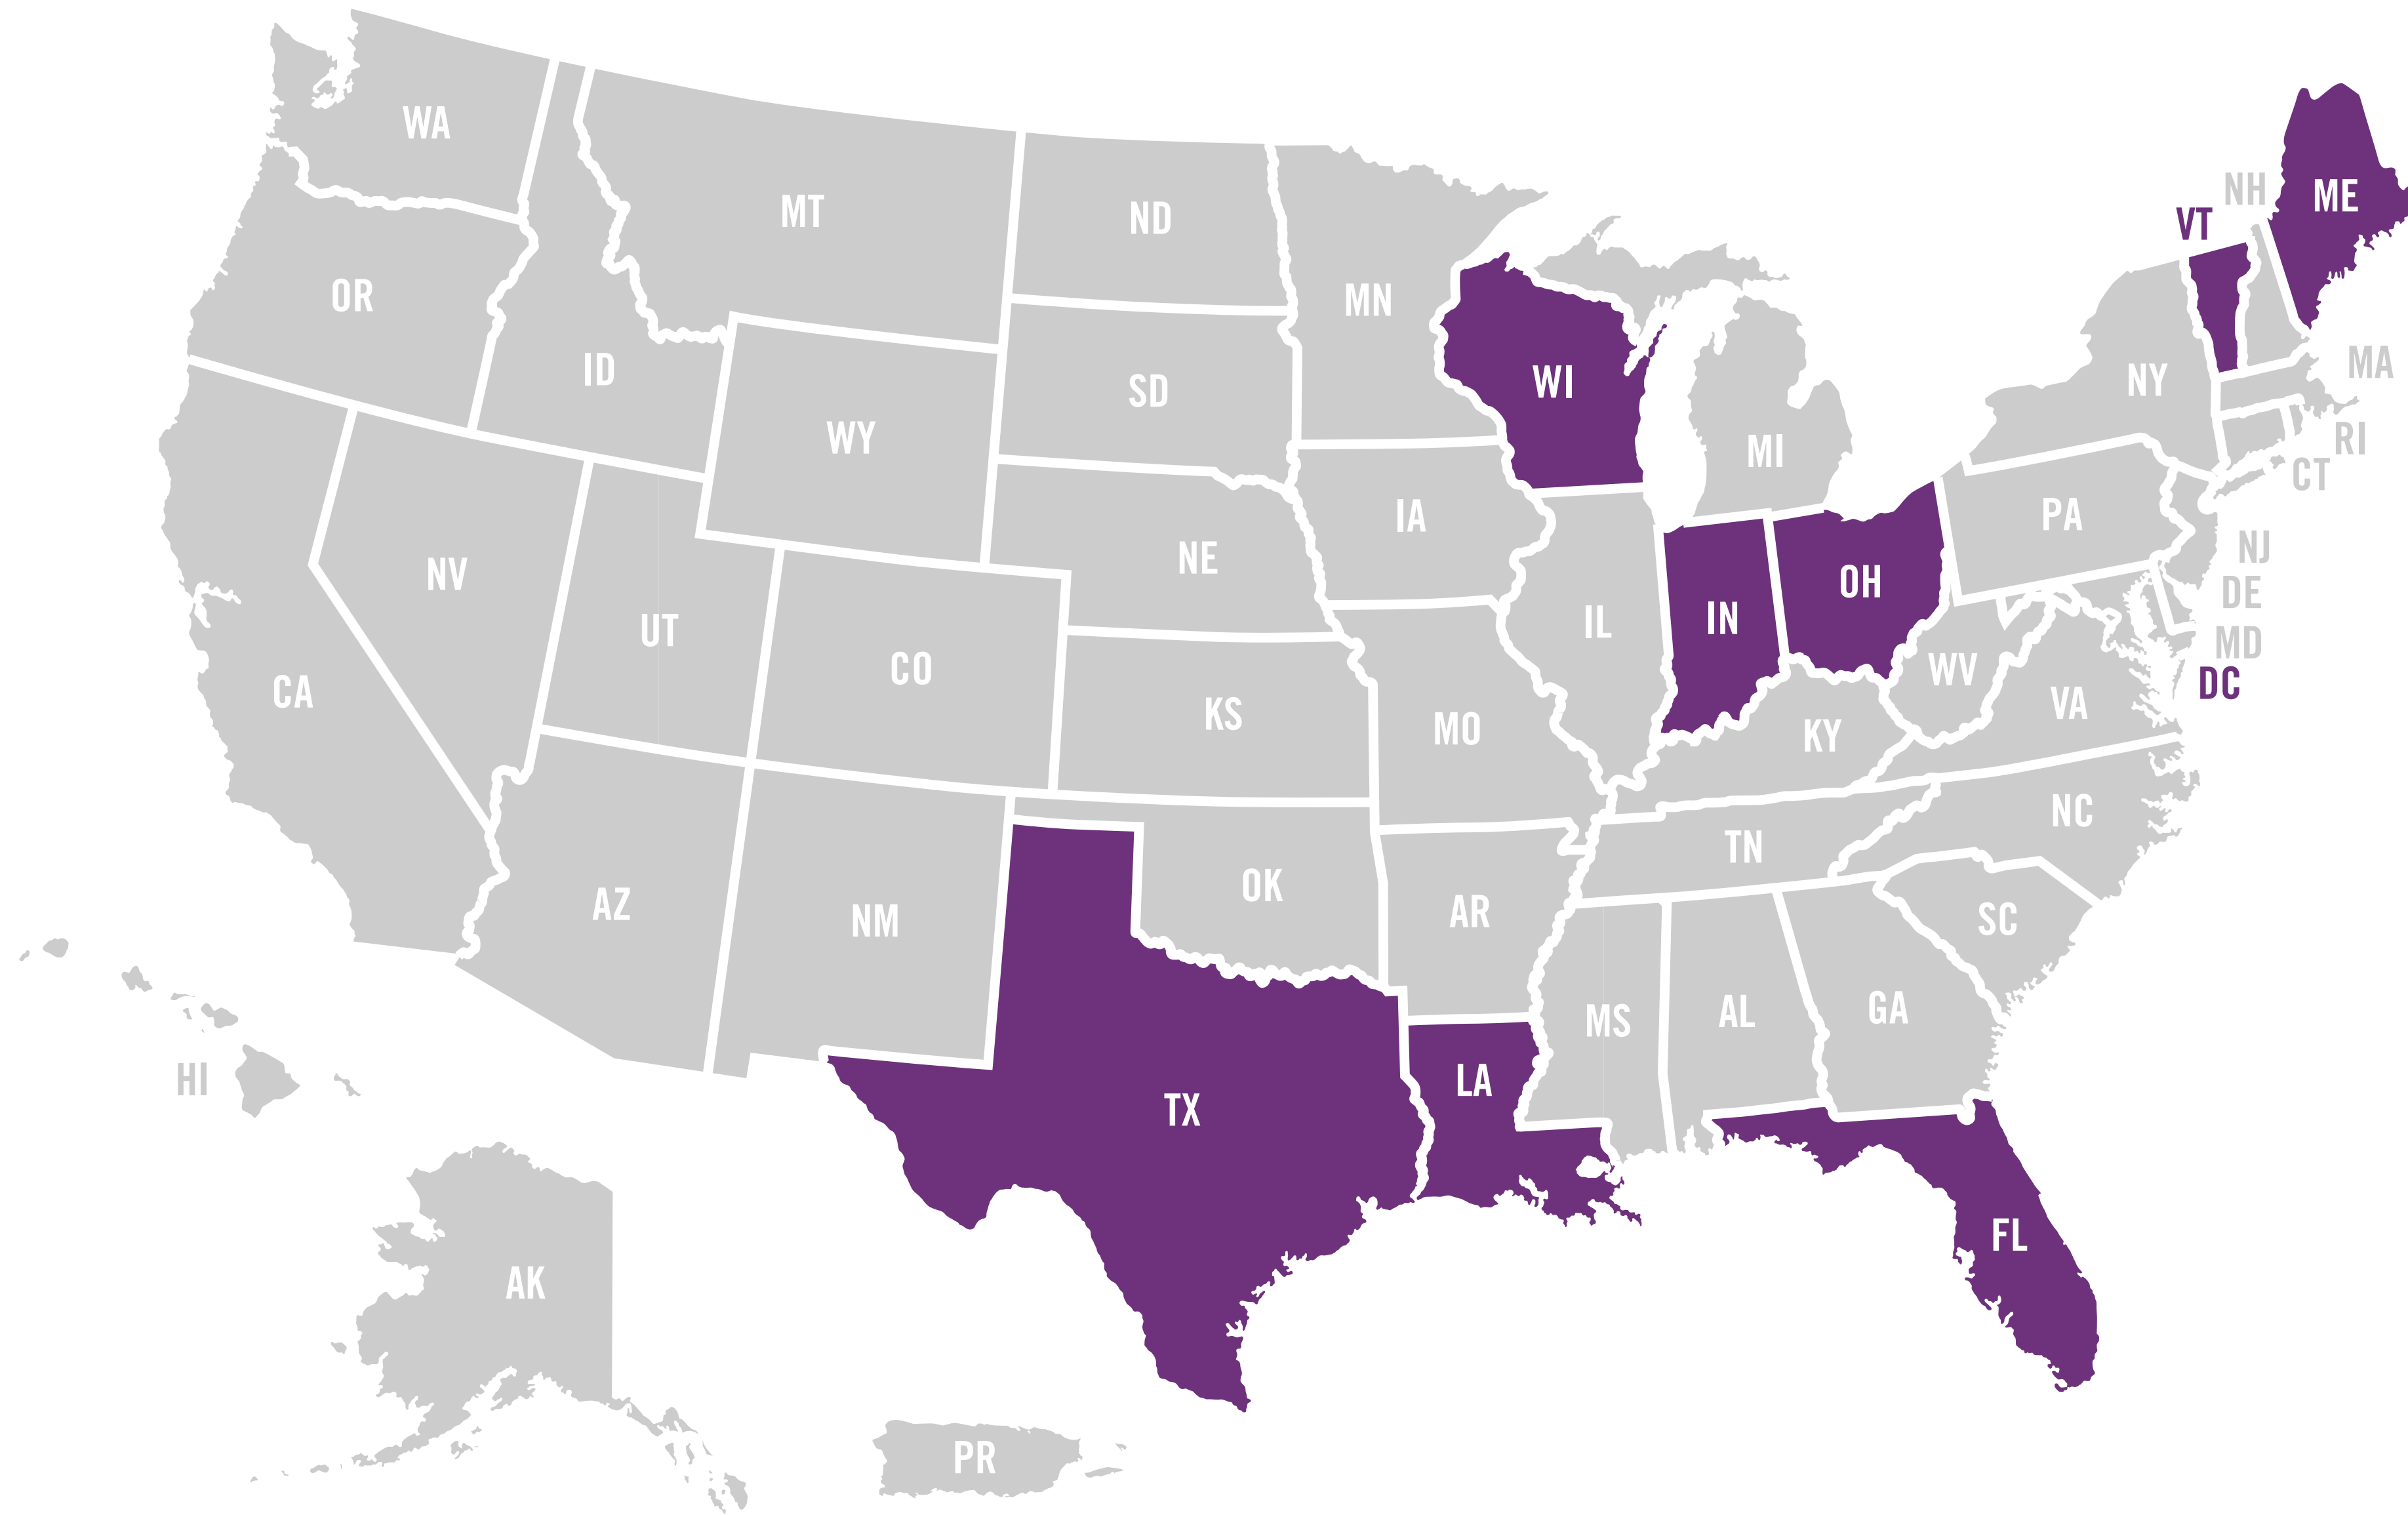 WA
MT
ND
NH
ME
VT
OR
MN
ID
SD
WI
MA
NY
WY
RI
MI
CT
IA
PA
NJ
NE
NV
OH
DE
IN
IL
UT
MD
CO
WV
DC
CA
VA
KS
MO
KY
NC
TN
OK
AZ
AR
NM
SC
GA
AL
MS
HI
LA
TX
FL
AK
PR